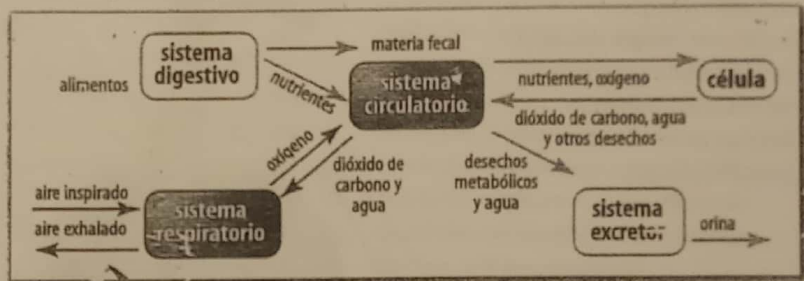 sistema
digestivo
materia fecal
alimentos
nutrientes
sistema
circulatorio
nutrientes, oxígeno
célula
dióxido de carbono, agua
y otros desechos
oxígeno
dióxido de
carbono y
agua
desechos
metabólicos
y agua
aire inspirado
aire exhalado
sistema
respiratorio
sistema
excretor
orina